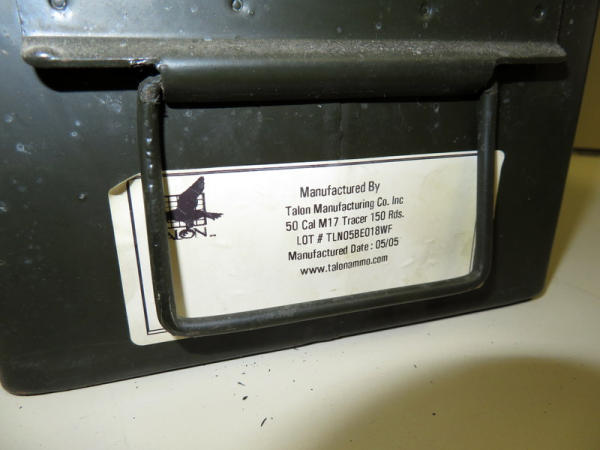 Manufactured By
Talon Manufacturing Co. Inc
50 Cal M17 Tracer 150 Rds.
LOT # TLN05BE018WF
Manufactured Date : 05/05
www.talonammo.com